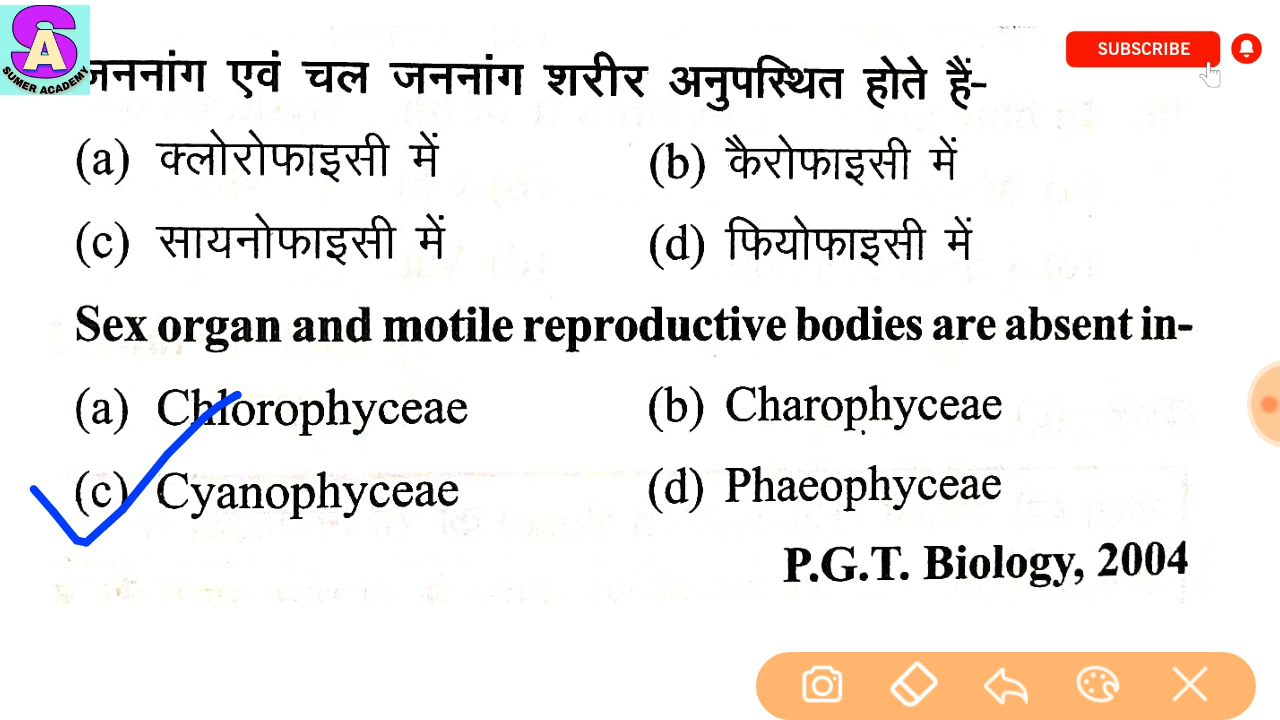 SA
SUMER ACADEMY
SUBSCRIBE
जननांग एवं चल जननांग शरीर अनुपस्थित होते हैं-
(a) क्लोरोफाइसी में (b) कैरोफाइसी में
(c) सायनोफाइसी में (d) फियोफाइसी में
Sex organ and motile reproductive bodies are absent in-
(a) Chlorophyceae (b) Charophyceae
(c) Cyanophyceae (d) Phaeophyceae
P.G.T. Biology, 2004